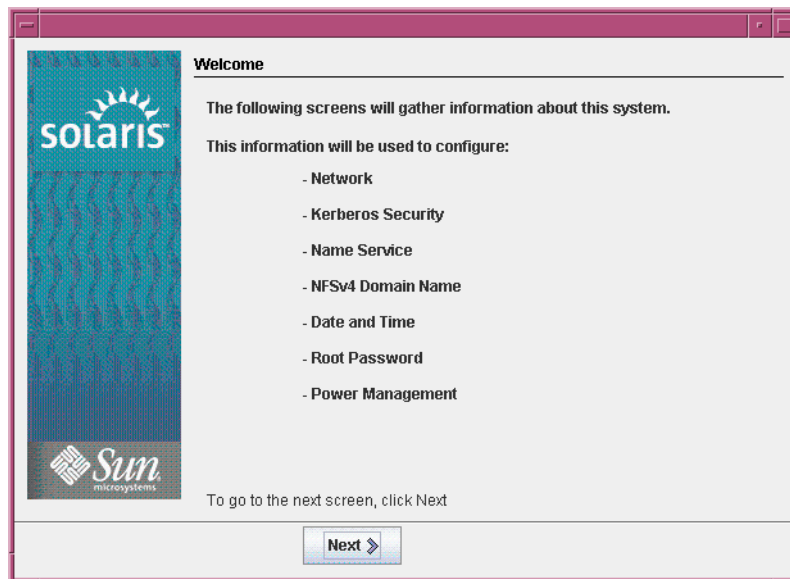 Welcome
solaris™
The following screens will gather information about this system.
This information will be used to configure:
- Network
- Kerberos Security
- Name Service
- NFSv4 Domain Name
- Date and Time
- Root Password
- Power Management
Sun
microsystems
To go to the next screen, click Next
Next